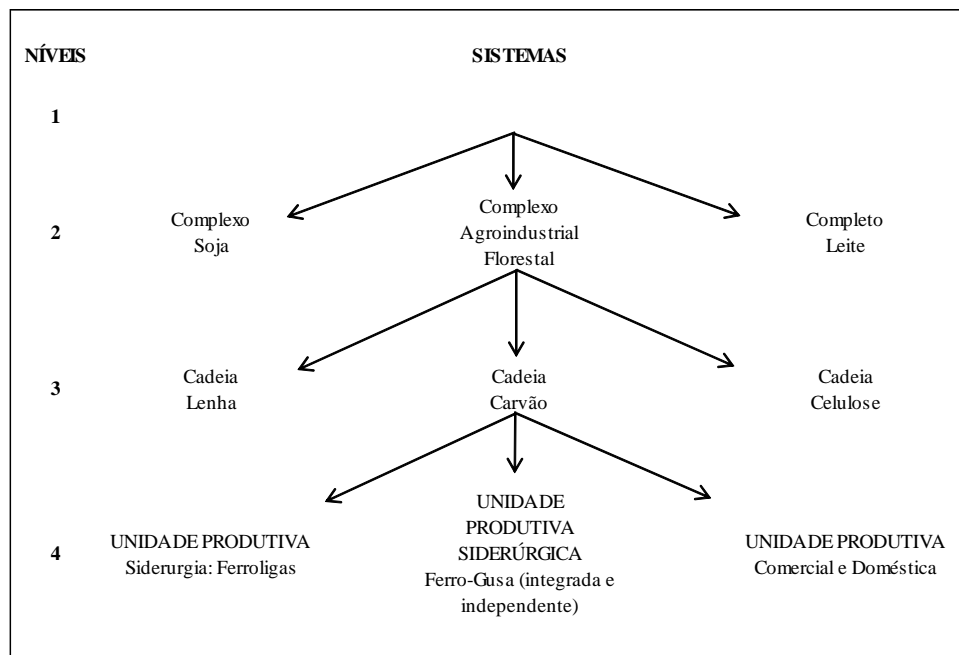 NÍVEIS
SISTEMAS
1
2
Complexo
Soja
Complexo
Agroindustrial
Florestal
Completo
Leite
3
Cadeia
Lenha
Cadeia
Carvão
Cadeia
Celulose
4
UNIDADE PRODUTIVA
Siderurgia: Ferroligas
UNIDADE
PRODUTIVA
SIDERÚRGICA
Ferro-Gusa (integrada e
independente)
UNIDADE PRODUTIVA
Comercial e Doméstica